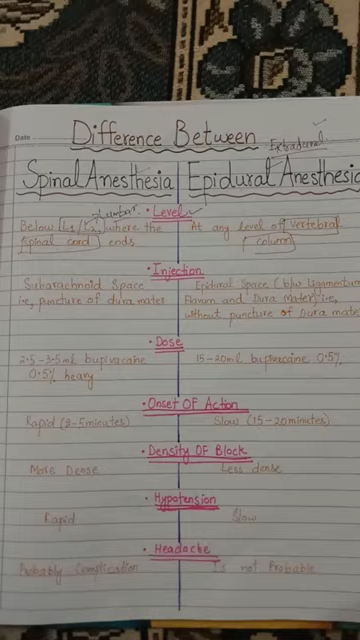 Date
Difference Between
Extradural
Spinal Anesthesia Epidural Anesthesia
Lumbar
• Level
Below L1/L2, where the At any level of vertebral
spinal cord ends column
• Injection
Subarachnoid Space Epidural Space (b/w ligamentum
i.e, puncture of dura mater Flavum and Dura mater) i.e,
without puncture of Dura mate
• Dose
2.5-3.5ml bupivacaine 15-20ml bupivacaine 0.5%
0.5% heavy
• Onset OF Action
Rapid (2-5minutes) Slow (15-20minutes)
• Density OF Block
More Dense Less dense
• Hypotension
Rapid Slow
• Headache
Probably Complication Is not Probable